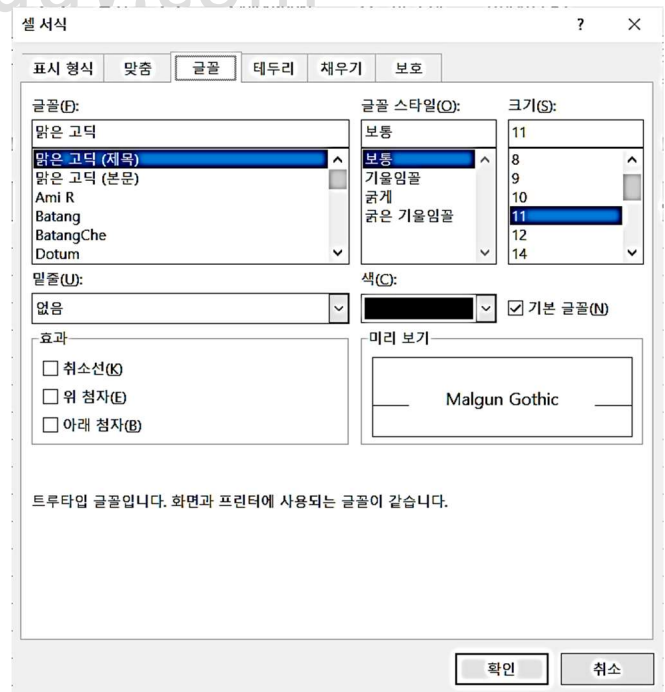 셀 서식 ? ×
표시 형식 맞춤 글꼴 테두리 채우기 보호
글꼴(F): 글꼴 스타일(O): 크기(S):
맑은 고딕 보통 11
맑은 고딕 (제목) 보통 8
맑은 고딕 (본문) 기울임꼴 9
Ami R 굵게 10
Batang 굵은 기울임꼴 11
BatangChe 12
Dotum 14
밑줄(U): 색(C):
없음 기본 글꼴(N)
효과 미리 보기
취소선(K)
위 첨자(E) Malgun Gothic
아래 첨자(B)
트루타입 글꼴입니다. 화면과 프린터에 사용되는 글꼴이 같습니다.
확인 취소